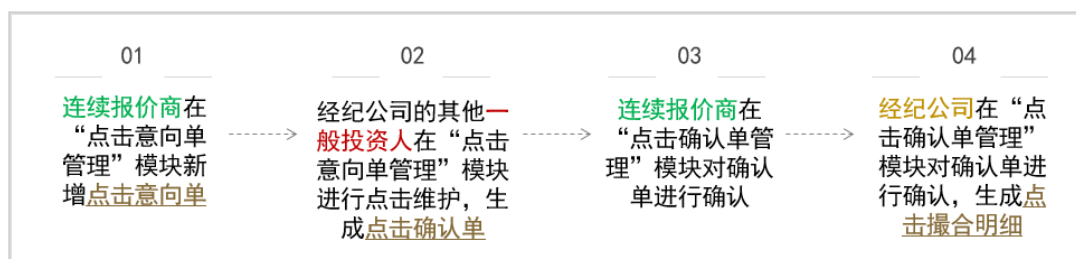 01
连续报价商在
“点击意向单
管理”模块新
增点击意向单
02
经纪公司的其他一
般投资人在“点击
意向单管理”模块
进行点击维护，生
成点击确认单
03
连续报价商在
“点击确认单管
理”模块对确认
单进行确认
04
经纪公司在“点
击确认单管理”
模块对确认单进
行确认，生成点
击撮合明细